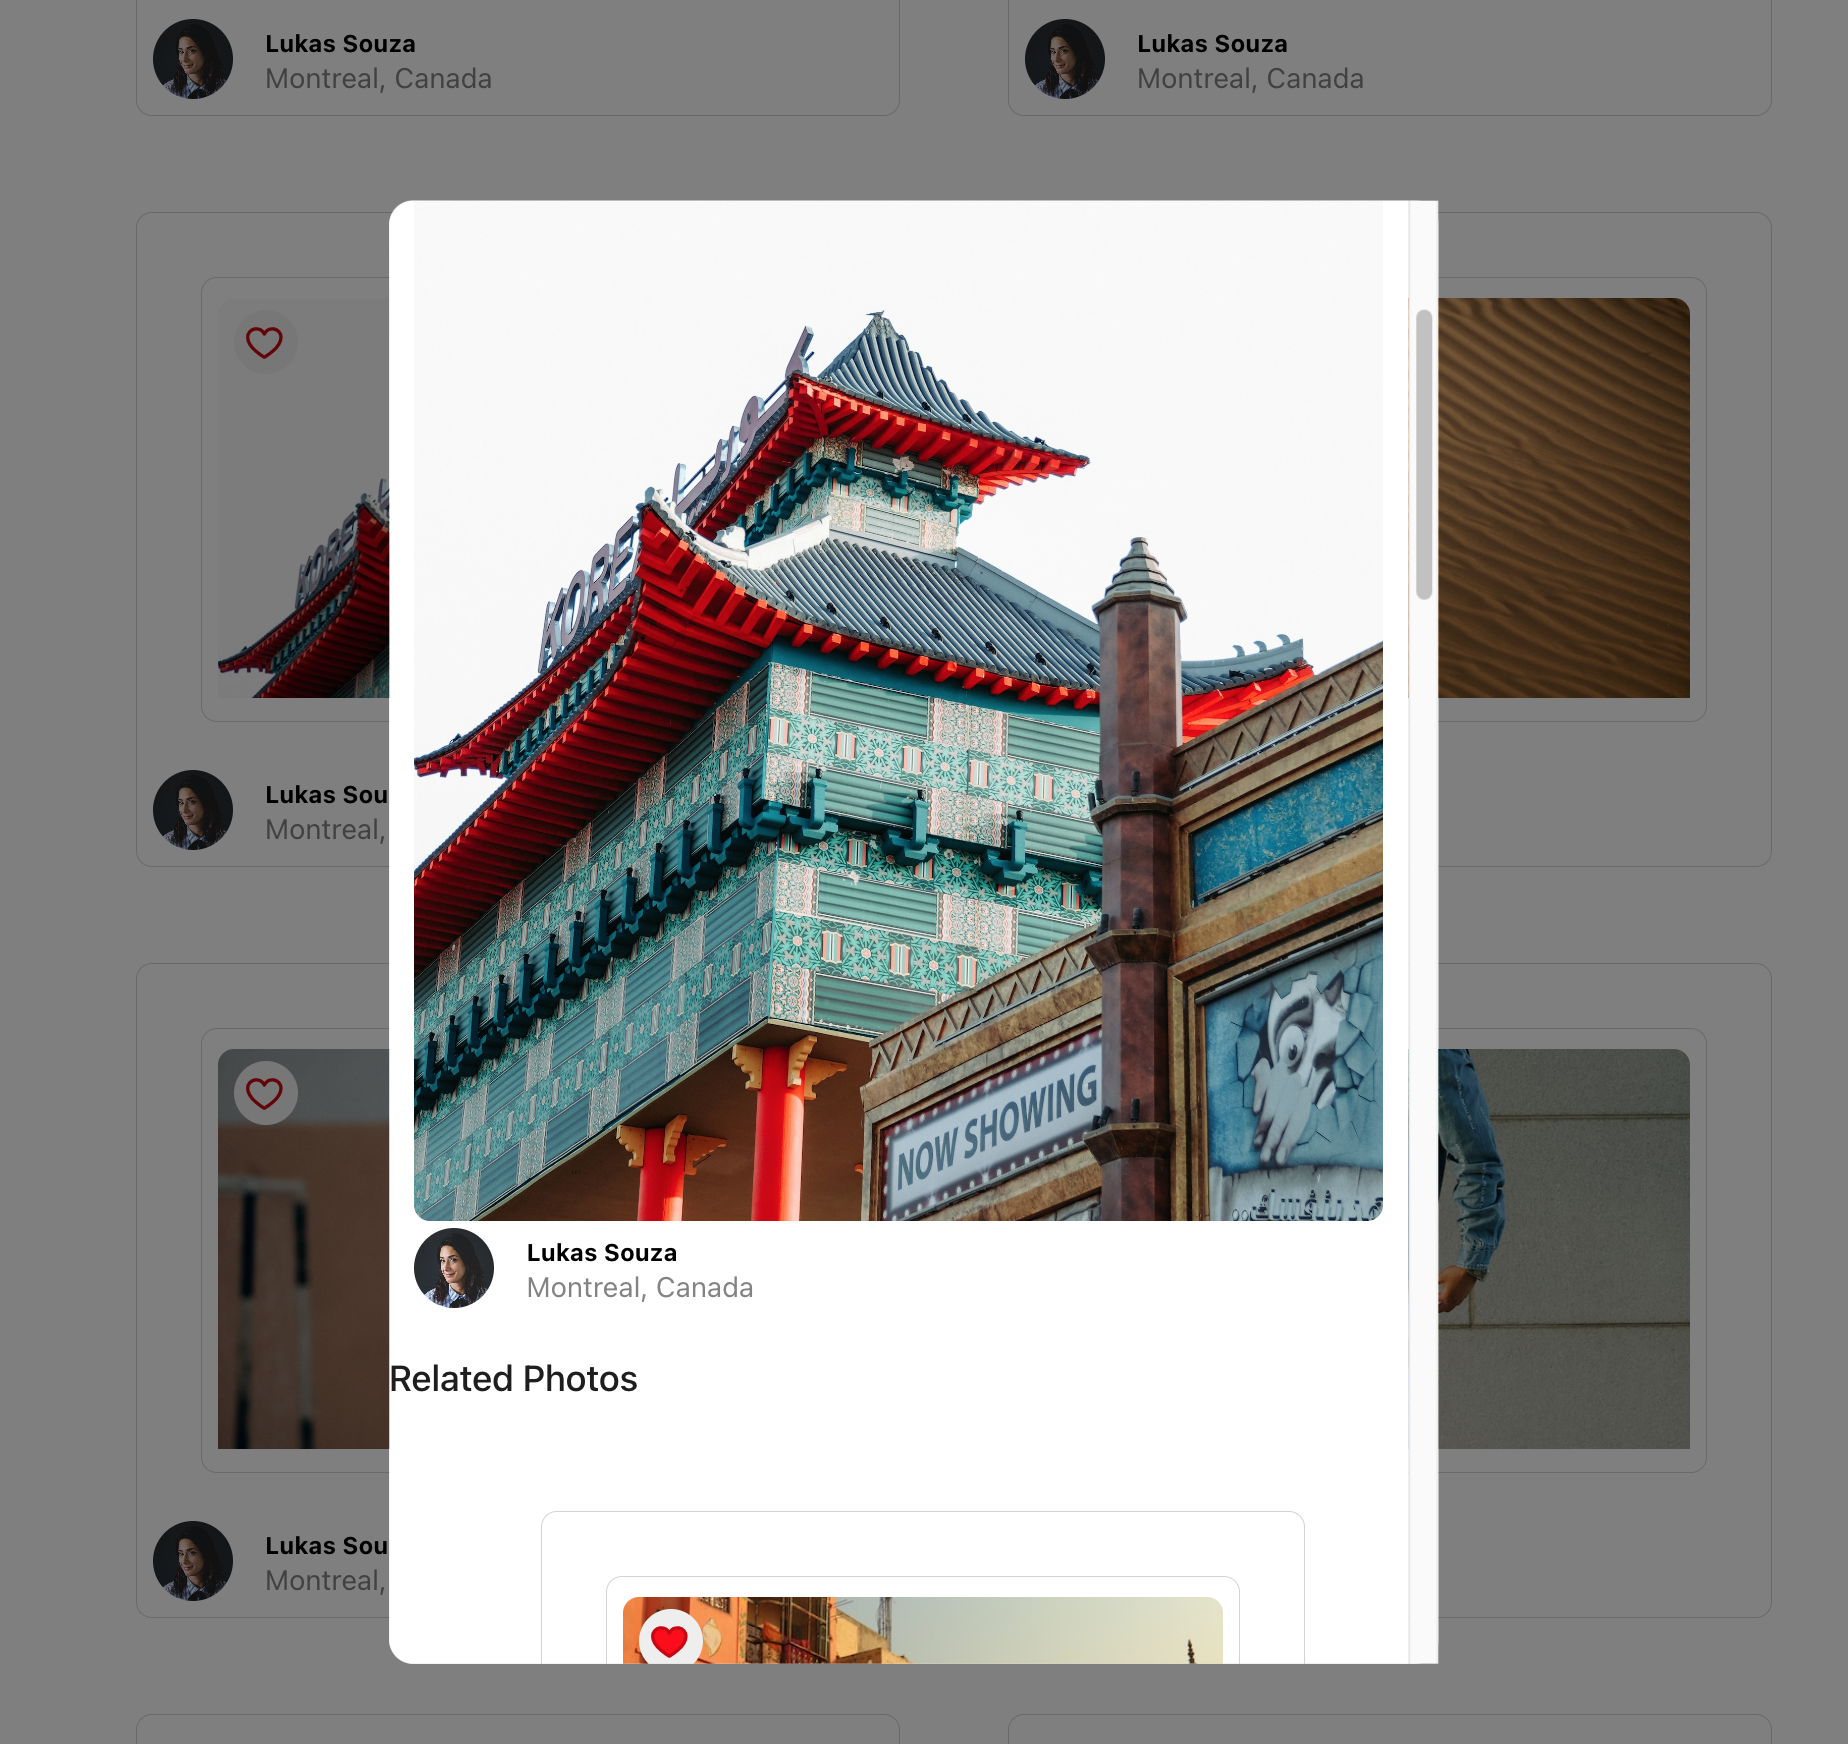 Lukas Souza
Montreal, Canada
Lukas Souza
Montreal, Canada
KORE
KORE
Lukas Sou
Montreal,
NOW SHOWING
Lukas Souza
Montreal, Canada
Related Photos
Lukas Sou
Montreal,